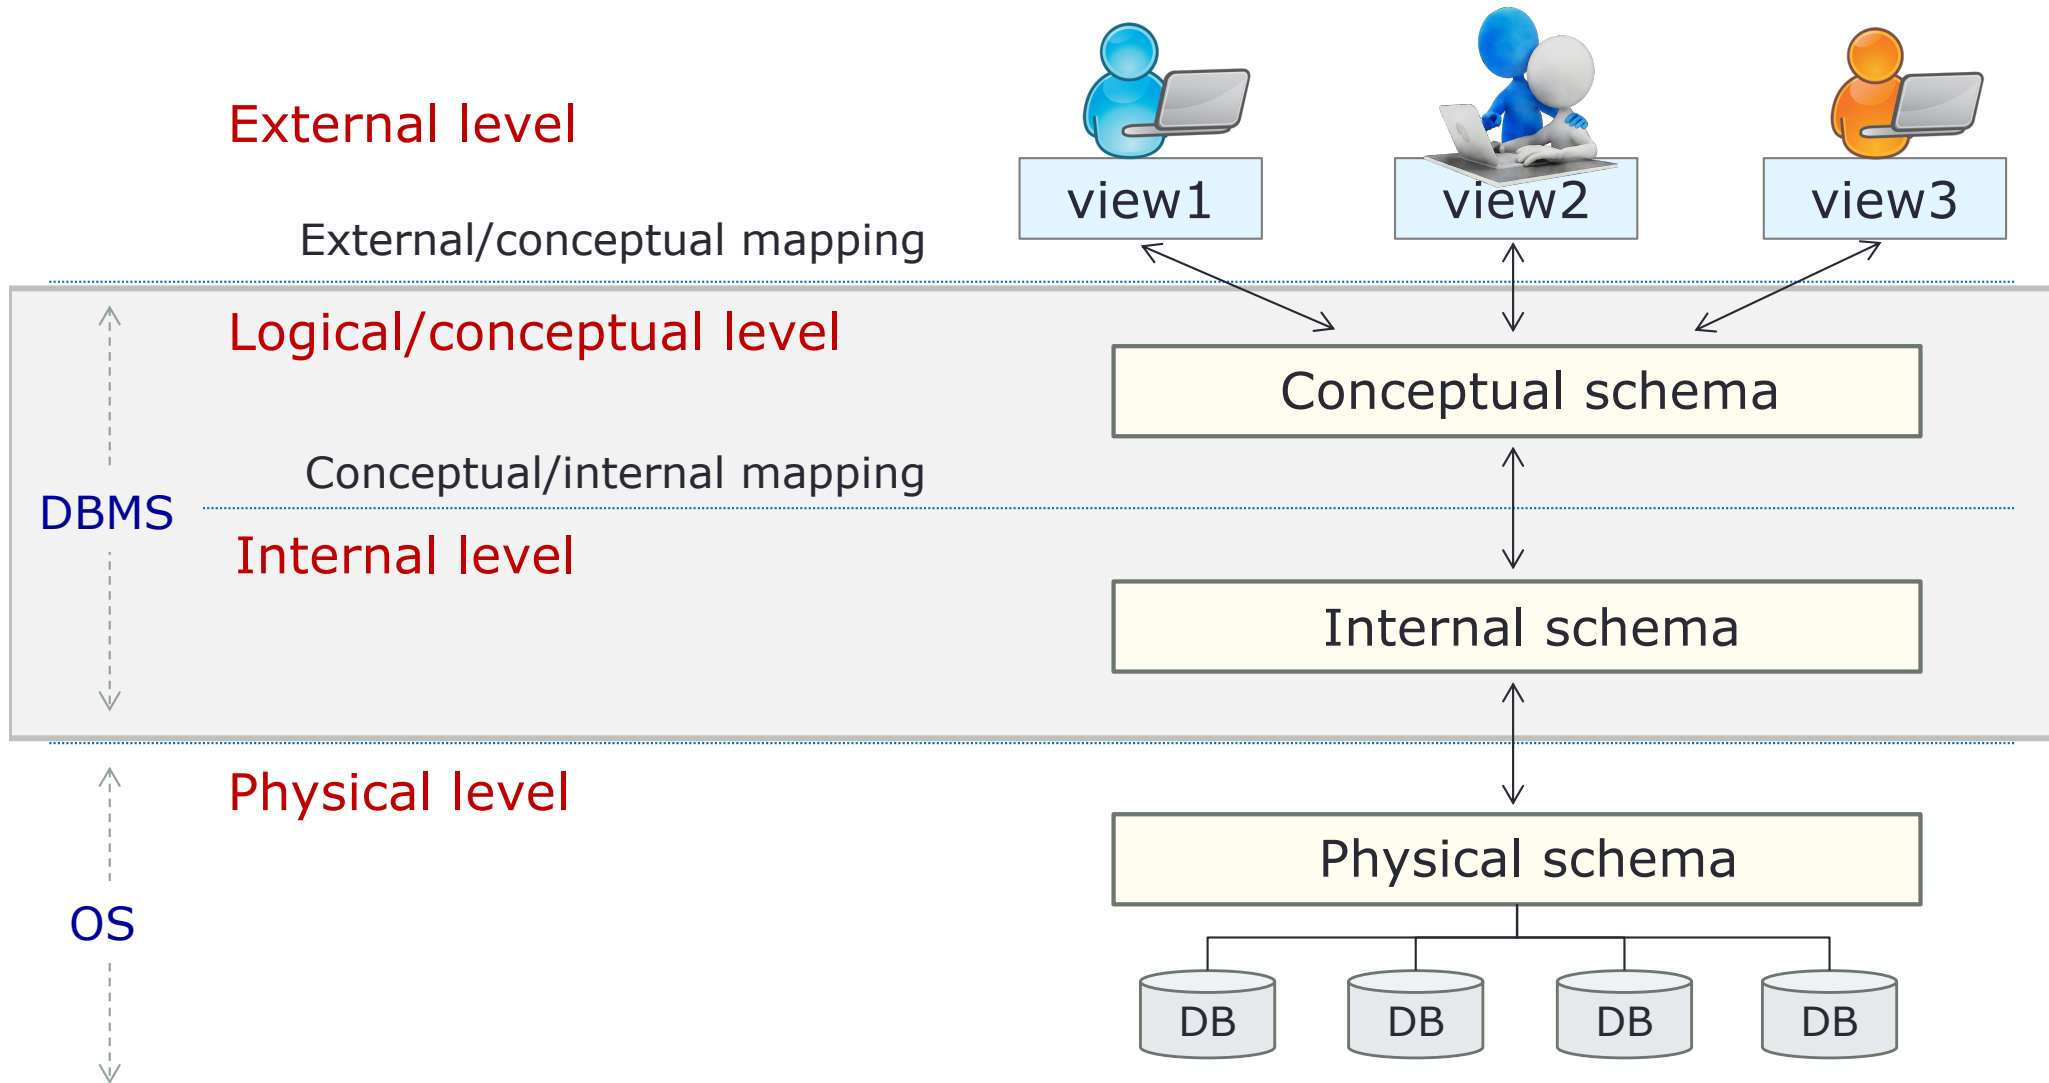 External level
view1
view2
view3
External/conceptual mapping
Logical/conceptual level
Conceptual schema
Conceptual/internal mapping
DBMS
Internal level
Internal schema
Physical level
Physical schema
OS
DB
DB
DB
DB